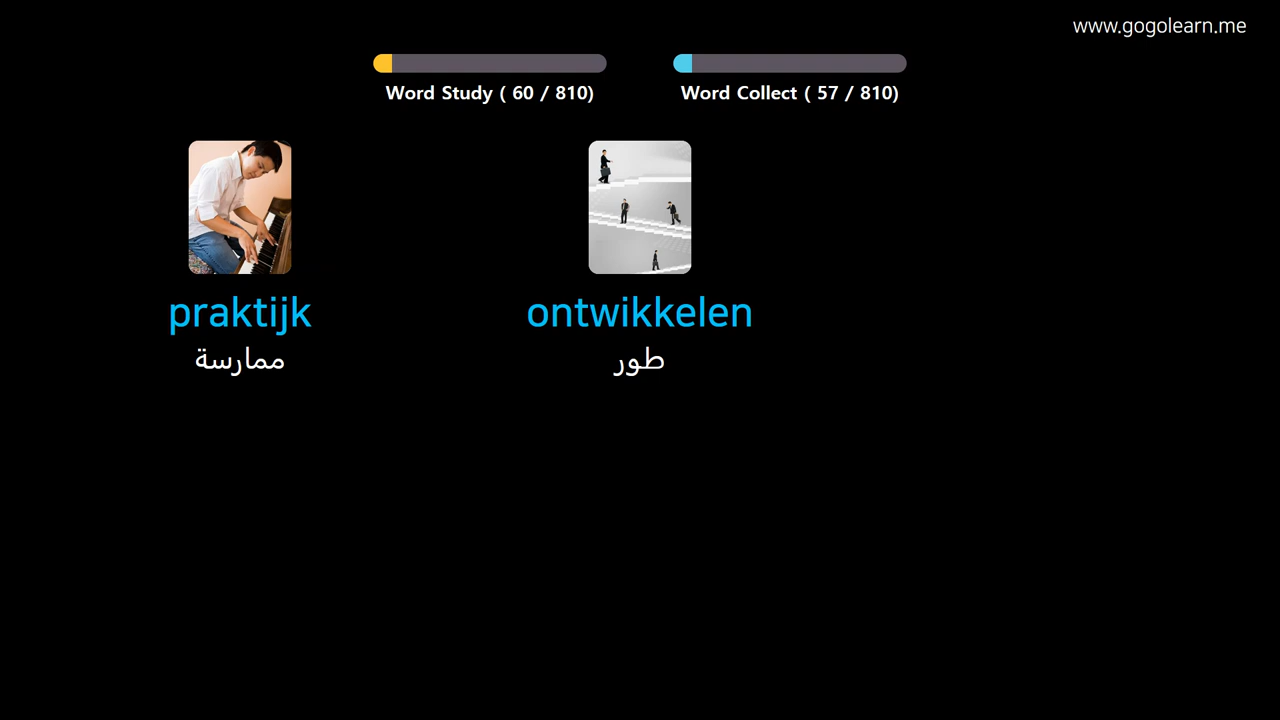 www.gogolearn.me
Word Study ( 60 / 810)
Word Collect ( 57 / 810)
praktijk
ممارسة
ontwikkelen
طور